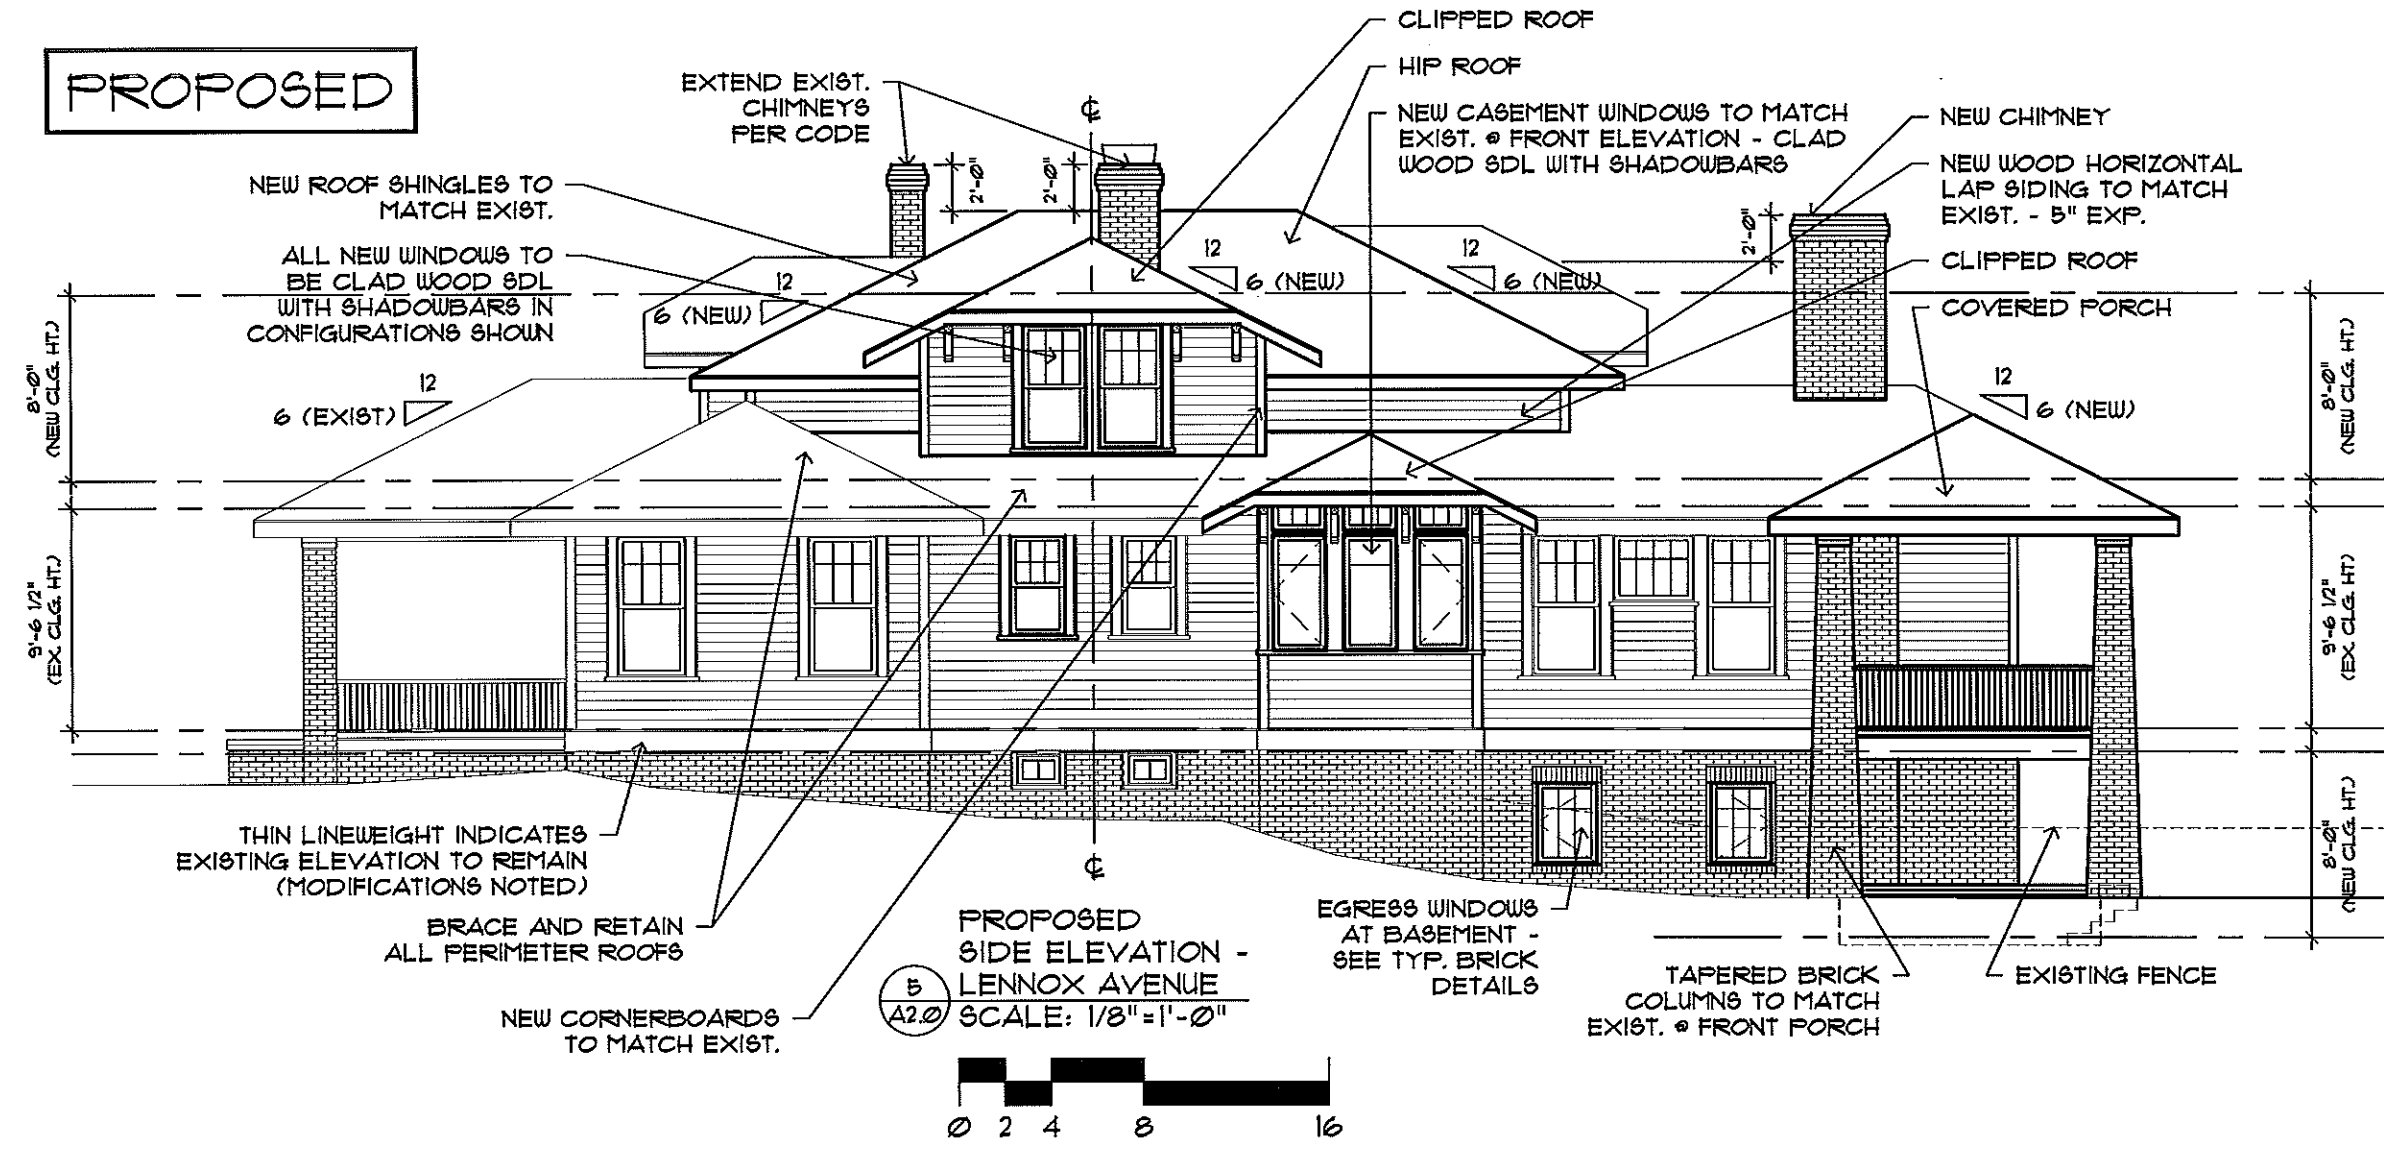 PROPOSED
CLIPPED ROOF
HIP ROOF
EXTEND EXIST.
CHIMNEYS
PER CODE
℄
NEW CASEMENT WINDOWS TO MATCH
EXIST. @ FRONT ELEVATION - CLAD
WOOD SDL WITH SHADOWBARS
NEW CHIMNEY
NEW WOOD HORIZONTAL
LAP SIDING TO MATCH
EXIST. - 5" EXP.
CLIPPED ROOF
COVERED PORCH
NEW ROOF SHINGLES TO
MATCH EXIST.
ALL NEW WINDOWS TO
BE CLAD WOOD SDL
WITH SHADOWBARS IN
CONFIGURATIONS SHOWN
2'-0"
2'-0"
2'-0"
12
6 (NEW)
12
6 (NEW)
12
6 (NEW)
12
6 (EXIST)
12
6 (NEW)
8'-0"
(NEW CLG. HT.)
9'-6 1/2"
(EX. CLG. HT.)
8'-0"
(NEW CLG. HT.)
9'-6 1/2"
(EX. CLG. HT.)
8'-0"
(NEW CLG. HT.)
THIN LINEWEIGHT INDICATES
EXISTING ELEVATION TO REMAIN
(MODIFICATIONS NOTED)
BRACE AND RETAIN
ALL PERIMETER ROOFS
NEW CORNERBOARDS
TO MATCH EXIST.
℄
PROPOSED
SIDE ELEVATION -
LENNOX AVENUE
SCALE: 1/8"=1'-0"
5
A2.0
EGRESS WINDOWS
AT BASEMENT -
SEE TYP. BRICK
DETAILS
TAPERED BRICK
COLUMNS TO MATCH
EXIST. @ FRONT PORCH
EXISTING FENCE
0 2 4 8 16